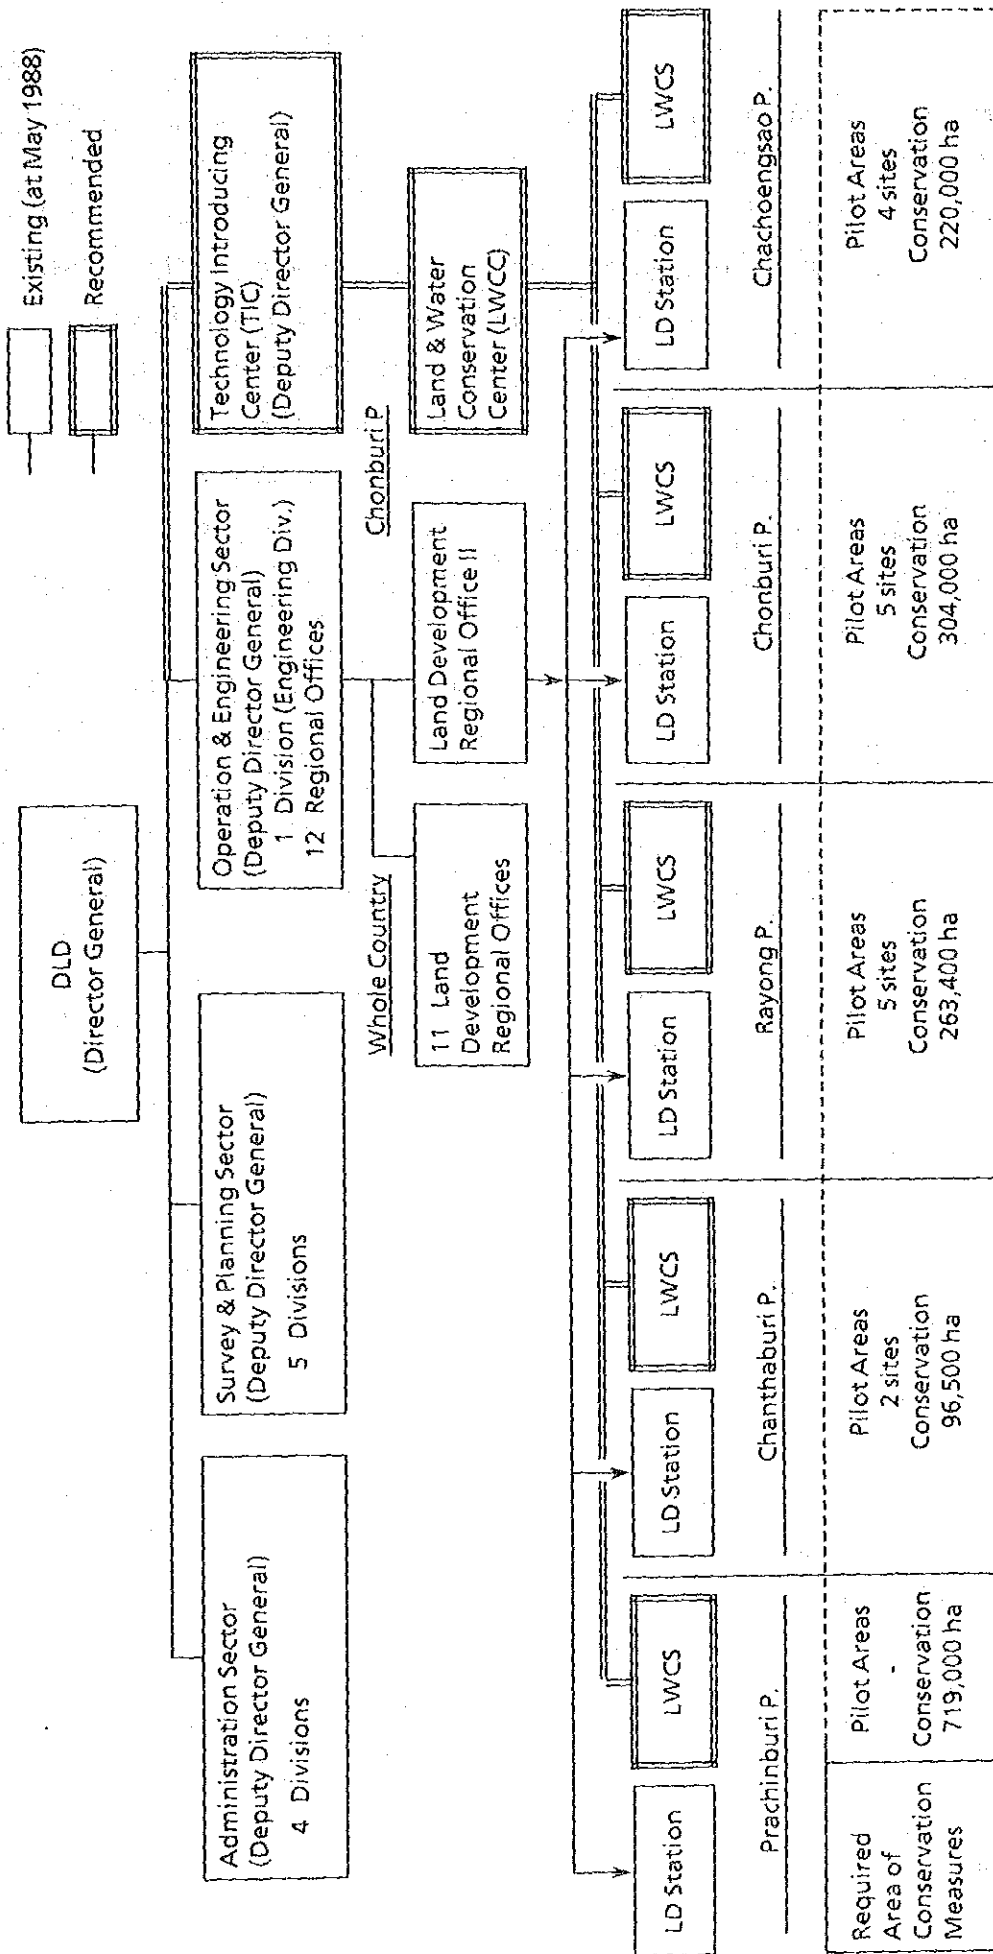 Existing (at May 1988)
Recommended
DLD
(Director General)
Administration Sector
(Deputy Director General)
4 Divisions
Survey & Planning Sector
(Deputy Director General)
5 Divisions
Operation & Engineering Sector
(Deputy Director General)
1 Division (Engineering Div.)
12 Regional Offices
Technology Introducing
Center (TIC)
(Deputy Director General)
Whole Country
Chonburi P.
11 Land
Development
Regional Offices
Land Development
Regional Office II
Land & Water
Conservation
Center (LWCC)
LD Station
LWCS
LD Station
LWCS
LD Station
LWCS
LD Station
LWCS
LD Station
LWCS
Prachinburi P.
Chanthaburi P.
Rayong P.
Chonburi P.
Chachoengsao P.
Required
Area of
Conservation
Measures
Pilot Areas
-
Conservation
719,000 ha
Pilot Areas
2 sites
Conservation
96,500 ha
Pilot Areas
5 sites
Conservation
263,400 ha
Pilot Areas
5 sites
Conservation
304,000 ha
Pilot Areas
4 sites
Conservation
220,000 ha